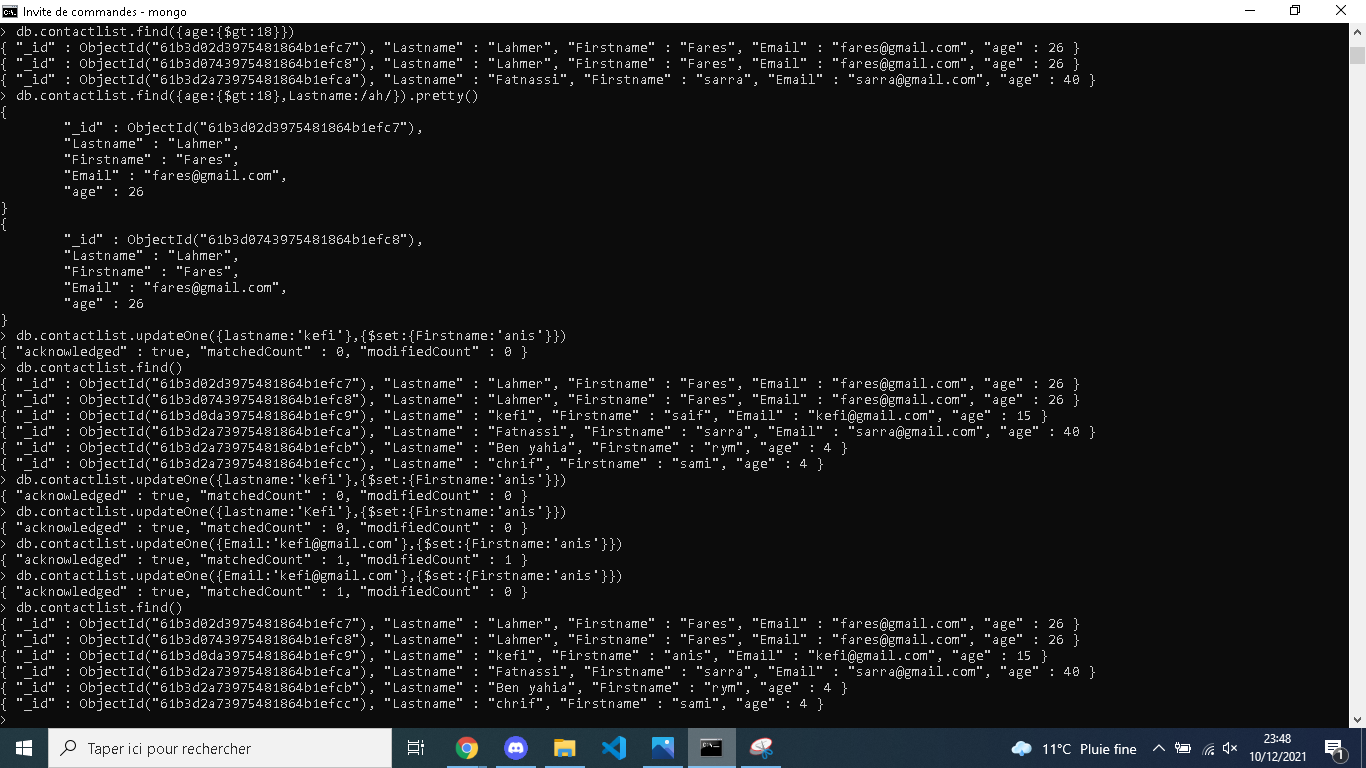 Invite de commandes - mongo
> db.contactlist.find({age:{$gt:18}})
{ "_id" : ObjectId("61b3d02d3975481864b1efc7"), "Lastname" : "Lahmer", "Firstname" : "Fares", "Email" : "fares@gmail.com", "age" : 26 }
{ "_id" : ObjectId("61b3d0743975481864b1efc8"), "Lastname" : "Lahmer", "Firstname" : "Fares", "Email" : "fares@gmail.com", "age" : 26 }
{ "_id" : ObjectId("61b3d2a73975481864b1efca"), "Lastname" : "Fatnassi", "Firstname" : "sarra", "Email" : "sarra@gmail.com", "age" : 40 }
> db.contactlist.find({age:{$gt:18},Lastname:/ah/}).pretty()
{
"_id" : ObjectId("61b3d02d3975481864b1efc7"),
"Lastname" : "Lahmer",
"Firstname" : "Fares",
"Email" : "fares@gmail.com",
"age" : 26
}
{
"_id" : ObjectId("61b3d0743975481864b1efc8"),
"Lastname" : "Lahmer",
"Firstname" : "Fares",
"Email" : "fares@gmail.com",
"age" : 26
}
> db.contactlist.updateOne({lastname:'kefi'},{$set:{Firstname:'anis'}})
{ "acknowledged" : true, "matchedCount" : 0, "modifiedCount" : 0 }
> db.contactlist.find()
{ "_id" : ObjectId("61b3d02d3975481864b1efc7"), "Lastname" : "Lahmer", "Firstname" : "Fares", "Email" : "fares@gmail.com", "age" : 26 }
{ "_id" : ObjectId("61b3d0743975481864b1efc8"), "Lastname" : "Lahmer", "Firstname" : "Fares", "Email" : "fares@gmail.com", "age" : 26 }
{ "_id" : ObjectId("61b3d0da3975481864b1efc9"), "Lastname" : "kefi", "Firstname" : "saif", "Email" : "kefi@gmail.com", "age" : 15 }
{ "_id" : ObjectId("61b3d2a73975481864b1efca"), "Lastname" : "Fatnassi", "Firstname" : "sarra", "Email" : "sarra@gmail.com", "age" : 40 }
{ "_id" : ObjectId("61b3d2a73975481864b1efcb"), "Lastname" : "Ben yahia", "Firstname" : "rym", "age" : 4 }
{ "_id" : ObjectId("61b3d2a73975481864b1efcc"), "Lastname" : "chrif", "Firstname" : "sami", "age" : 4 }
> db.contactlist.updateOne({lastname:'kefi'},{$set:{Firstname:'anis'}})
{ "acknowledged" : true, "matchedCount" : 0, "modifiedCount" : 0 }
> db.contactlist.updateOne({lastname:'Kefi'},{$set:{Firstname:'anis'}})
{ "acknowledged" : true, "matchedCount" : 0, "modifiedCount" : 0 }
> db.contactlist.updateOne({Email:'kefi@gmail.com'},{$set:{Firstname:'anis'}})
{ "acknowledged" : true, "matchedCount" : 1, "modifiedCount" : 1 }
> db.contactlist.updateOne({Email:'kefi@gmail.com'},{$set:{Firstname:'anis'}})
{ "acknowledged" : true, "matchedCount" : 1, "modifiedCount" : 0 }
> db.contactlist.find()
{ "_id" : ObjectId("61b3d02d3975481864b1efc7"), "Lastname" : "Lahmer", "Firstname" : "Fares", "Email" : "fares@gmail.com", "age" : 26 }
{ "_id" : ObjectId("61b3d0743975481864b1efc8"), "Lastname" : "Lahmer", "Firstname" : "Fares", "Email" : "fares@gmail.com", "age" : 26 }
{ "_id" : ObjectId("61b3d0da3975481864b1efc9"), "Lastname" : "kefi", "Firstname" : "anis", "Email" : "kefi@gmail.com", "age" : 15 }
{ "_id" : ObjectId("61b3d2a73975481864b1efca"), "Lastname" : "Fatnassi", "Firstname" : "sarra", "Email" : "sarra@gmail.com", "age" : 40 }
{ "_id" : ObjectId("61b3d2a73975481864b1efcb"), "Lastname" : "Ben yahia", "Firstname" : "rym", "age" : 4 }
{ "_id" : ObjectId("61b3d2a73975481864b1efcc"), "Lastname" : "chrif", "Firstname" : "sami", "age" : 4 }
>
Taper ici pour rechercher
11°C Pluie fine
23:48
10/12/2021
1